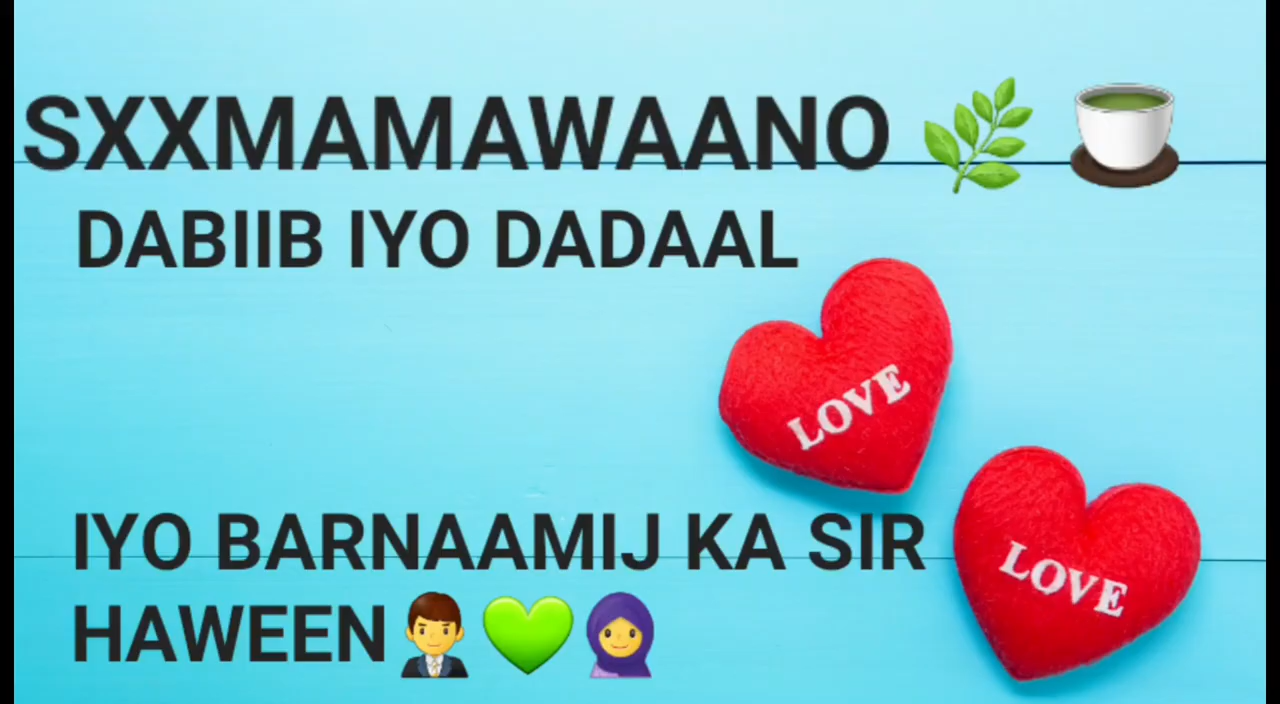 SXXMAMAWAANO 🌿 🍵
DABIIB IYO DADAAL
LOVE
LOVE
IYO BARNAAMIJ KA SIR
HAWEEN👨‍💼💚🧕